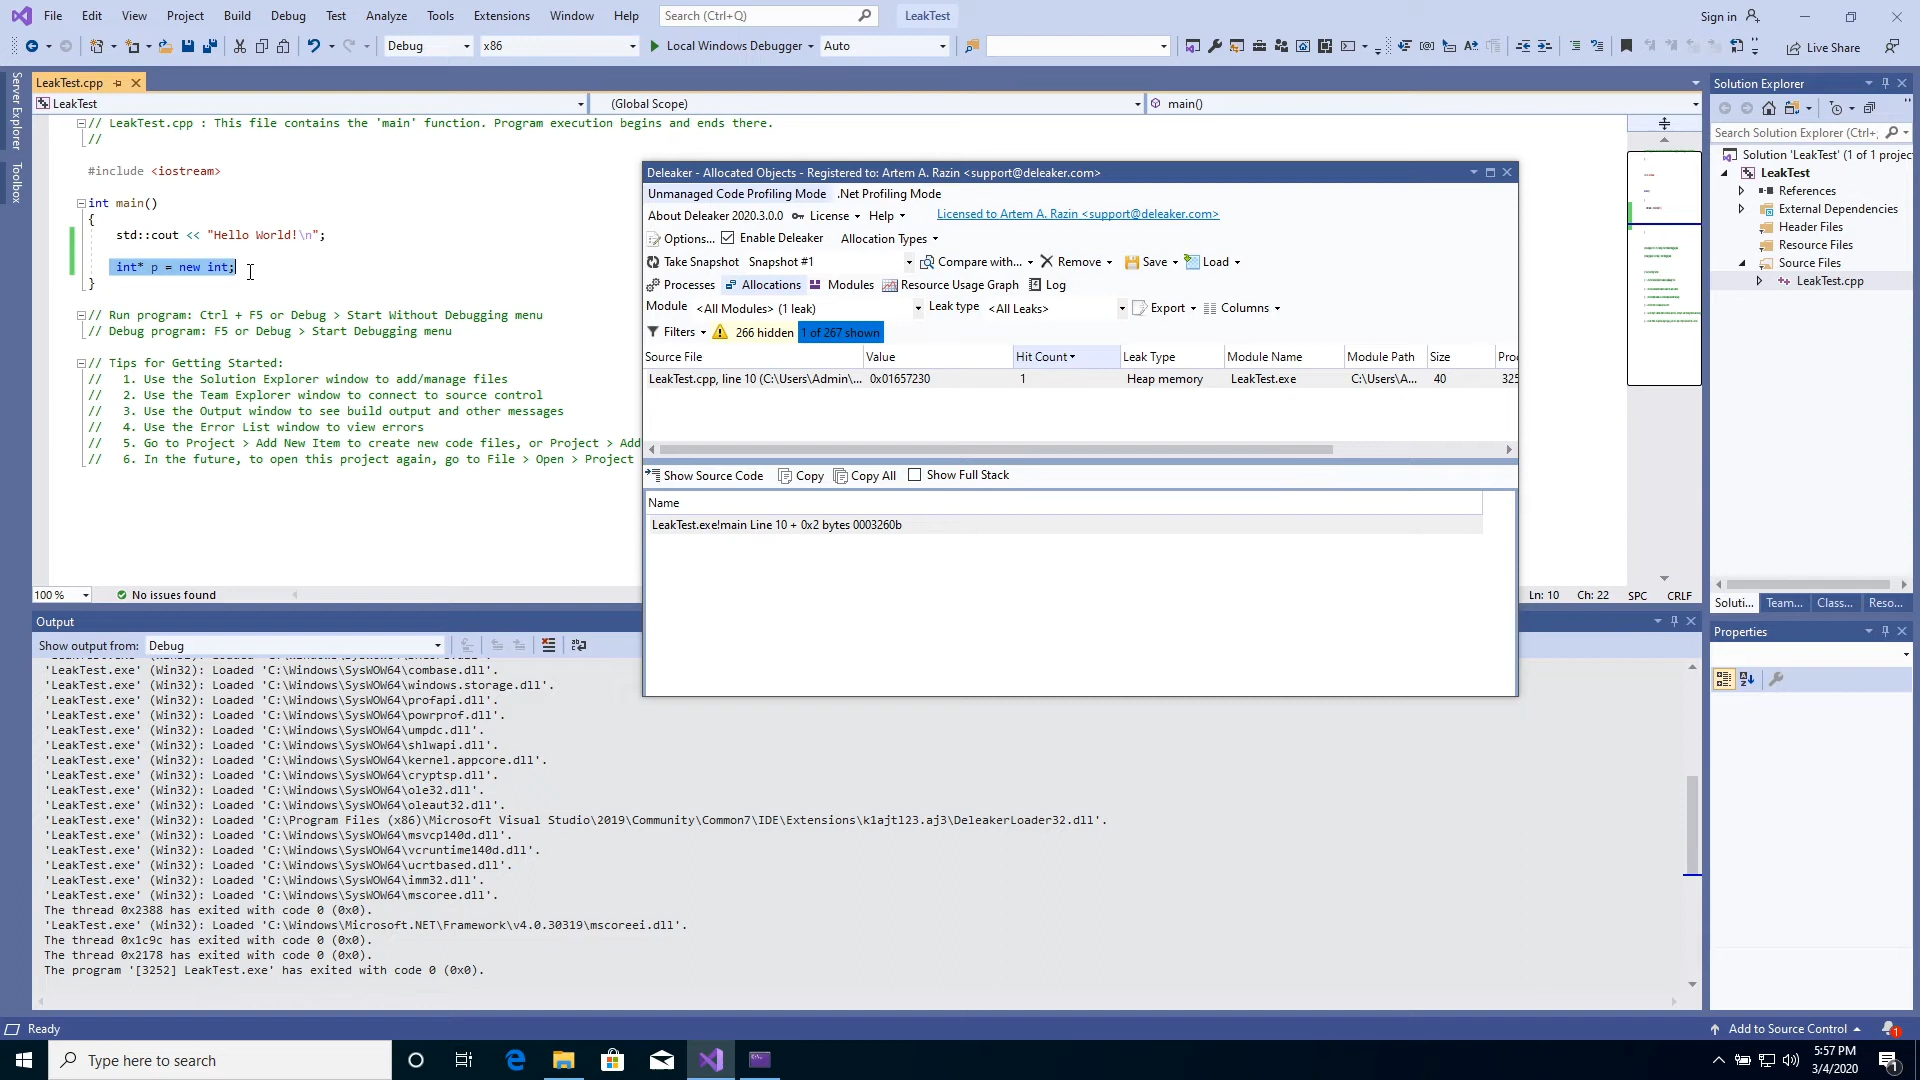 File Edit View Project Build Debug Test Analyze Tools Extensions Window Help Search (Ctrl+Q) LeakTest Sign in
Debug x86 Local Windows Debugger Auto Live Share
Server Explorer
Toolbox
LeakTest.cpp
LeakTest (Global Scope) main()
// LeakTest.cpp : This file contains the 'main' function. Program execution begins and ends there.
//
#include <iostream>
int main()
{
std::cout << "Hello World!\n";
int* p = new int;
}
// Run program: Ctrl + F5 or Debug > Start Without Debugging menu
// Debug program: F5 or Debug > Start Debugging menu
// Tips for Getting Started:
// 1. Use the Solution Explorer window to add/manage files
// 2. Use the Team Explorer window to connect to source control
// 3. Use the Output window to see build output and other messages
// 4. Use the Error List window to view errors
// 5. Go to Project > Add New Item to create new code files, or Project > Add
// 6. In the future, to open this project again, go to File > Open > Project
100 % No issues found Ln: 10 Ch: 22 SPC CRLF
Deleaker - Allocated Objects - Registered to: Artem A. Razin <support@deleaker.com>
Unmanaged Code Profiling Mode .Net Profiling Mode
About Deleaker 2020.3.0.0 License Help Licensed to Artem A. Razin <support@deleaker.com>
Options... Enable Deleaker Allocation Types
Take Snapshot Snapshot #1 Compare with... Remove Save Load
Processes Allocations Modules Resource Usage Graph Log
Module <All Modules> (1 leak) Leak type <All Leaks> Export Columns
Filters 266 hidden 1 of 267 shown
Source File Value Hit Count Leak Type Module Name Module Path Size Proc
LeakTest.cpp, line 10 (C:\Users\Admin\... 0x01657230 1 Heap memory LeakTest.exe C:\Users\A... 40 325
Show Source Code Copy Copy All Show Full Stack
Name
LeakTest.exe!main Line 10 + 0x2 bytes 0003260b
Solution Explorer
Search Solution Explorer (Ctrl+;
Solution 'LeakTest' (1 of 1 project
LeakTest
References
External Dependencies
Header Files
Resource Files
Source Files
LeakTest.cpp
Soluti... Team... Class... Reso...
Properties
Output
Show output from: Debug
'LeakTest.exe' (Win32): Loaded 'C:\Windows\SysWOW64\combase.dll'.
'LeakTest.exe' (Win32): Loaded 'C:\Windows\SysWOW64\windows.storage.dll'.
'LeakTest.exe' (Win32): Loaded 'C:\Windows\SysWOW64\profapi.dll'.
'LeakTest.exe' (Win32): Loaded 'C:\Windows\SysWOW64\powrprof.dll'.
'LeakTest.exe' (Win32): Loaded 'C:\Windows\SysWOW64\umpdc.dll'.
'LeakTest.exe' (Win32): Loaded 'C:\Windows\SysWOW64\shlwapi.dll'.
'LeakTest.exe' (Win32): Loaded 'C:\Windows\SysWOW64\kernel.appcore.dll'.
'LeakTest.exe' (Win32): Loaded 'C:\Windows\SysWOW64\cryptsp.dll'.
'LeakTest.exe' (Win32): Loaded 'C:\Windows\SysWOW64\ole32.dll'.
'LeakTest.exe' (Win32): Loaded 'C:\Windows\SysWOW64\oleaut32.dll'.
'LeakTest.exe' (Win32): Loaded 'C:\Program Files (x86)\Microsoft Visual Studio\2019\Community\Common7\IDE\Extensions\k1ajtl23.aj3\DeleakerLoader32.dll'.
'LeakTest.exe' (Win32): Loaded 'C:\Windows\SysWOW64\msvcp140d.dll'.
'LeakTest.exe' (Win32): Loaded 'C:\Windows\SysWOW64\vcruntime140d.dll'.
'LeakTest.exe' (Win32): Loaded 'C:\Windows\SysWOW64\ucrtbased.dll'.
'LeakTest.exe' (Win32): Loaded 'C:\Windows\SysWOW64\imm32.dll'.
'LeakTest.exe' (Win32): Loaded 'C:\Windows\SysWOW64\mscoree.dll'.
The thread 0x2388 has exited with code 0 (0x0).
'LeakTest.exe' (Win32): Loaded 'C:\Windows\Microsoft.NET\Framework\v4.0.30319\mscoreei.dll'.
The thread 0x1c9c has exited with code 0 (0x0).
The thread 0x2178 has exited with code 0 (0x0).
The program '[3252] LeakTest.exe' has exited with code 0 (0x0).
Ready Add to Source Control 1
Type here to search 5:57 PM
3/4/2020 1